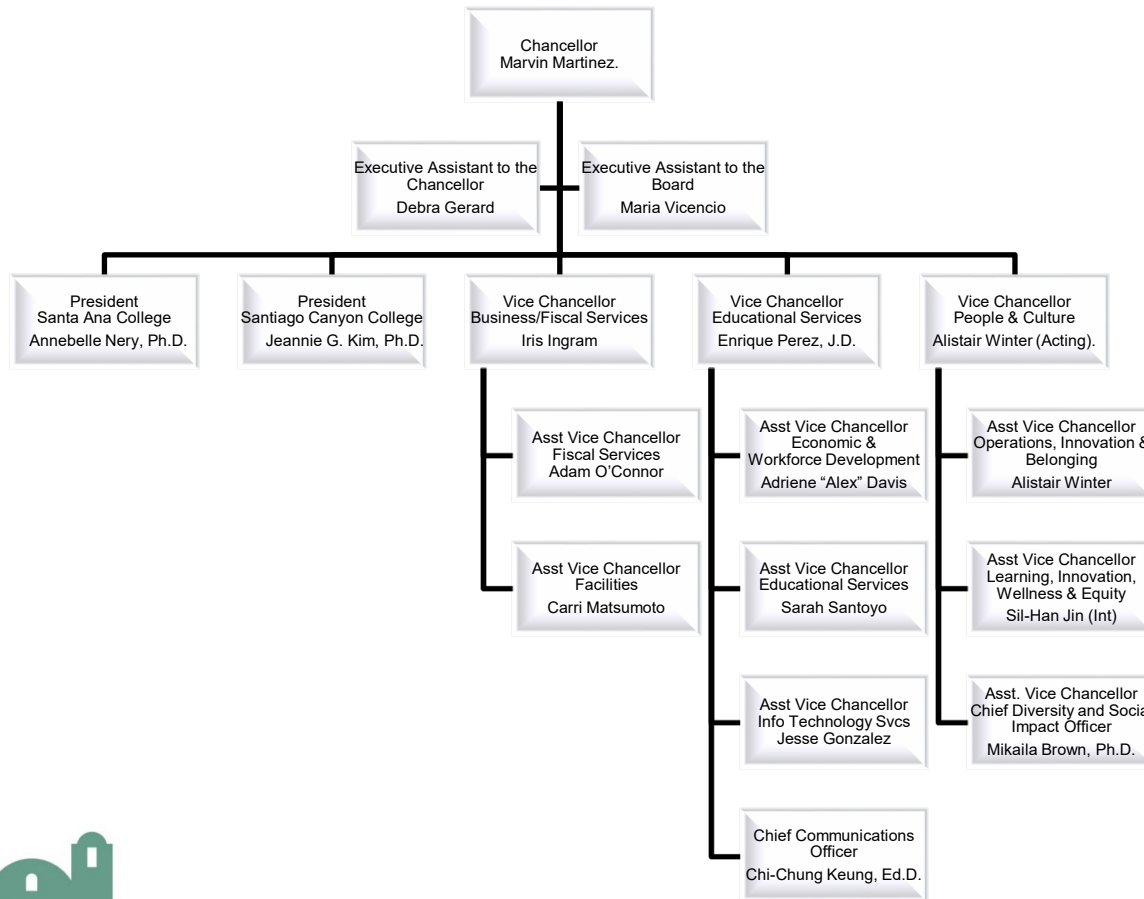 Chancellor
Marvin Martinez.
Executive Assistant to the
Chancellor
Debra Gerard
Executive Assistant to the
Board
Maria Vicencio
President
Santa Ana College
Annebelle Nery, Ph.D.
President
Santiago Canyon College
Jeannie G. Kim, Ph.D.
Vice Chancellor
Business/Fiscal Services
Iris Ingram
Vice Chancellor
Educational Services
Enrique Perez, J.D.
Vice Chancellor
People & Culture
Alistair Winter (Acting).
Asst Vice Chancellor
Fiscal Services
Adam O’Connor
Asst Vice Chancellor
Facilities
Carri Matsumoto
Asst Vice Chancellor
Economic &
Workforce Development
Adriene “Alex” Davis
Asst Vice Chancellor
Educational Services
Sarah Santoyo
Asst Vice Chancellor
Info Technology Svcs
Jesse Gonzalez
Chief Communications
Officer
Chi-Chung Keung, Ed.D.
Asst Vice Chancellor
Operations, Innovation &
Belonging
Alistair Winter
Asst Vice Chancellor
Learning, Innovation,
Wellness & Equity
Sil-Han Jin (Int)
Asst. Vice Chancellor
Chief Diversity and Social
Impact Officer
Mikaila Brown, Ph.D.